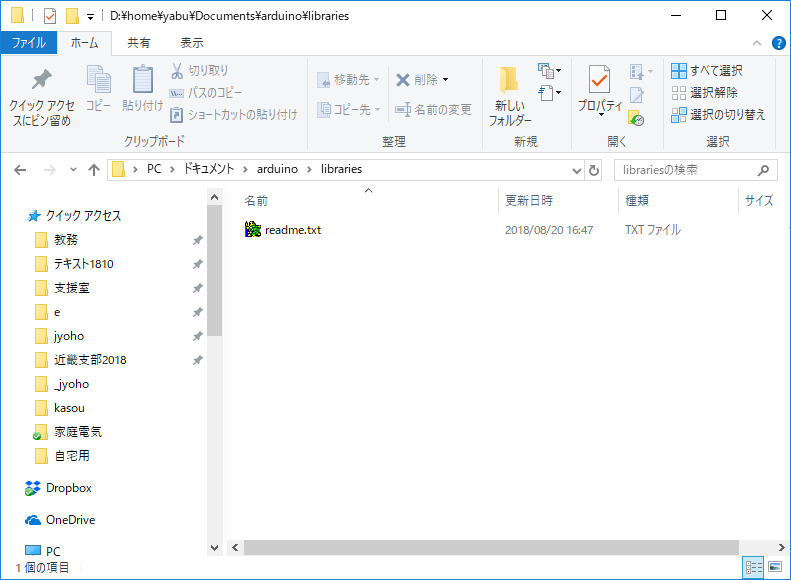 D:¥home¥yabu¥Documents¥arduino¥libraries
ファイル ホーム 共有 表示
クイック アクセスにピン留め
コピー
貼り付け
切り取り
パスのコピー
ショートカットの貼り付け
移動先
コピー先
削除
名前の変更
新しいフォルダー
プロパティ
すべて選択
選択解除
選択の切り替え
クリップボード 整理 新規 開く 選択
PC › ドキュメント › arduino › libraries
librariesの検索
名前 更新日時 種類 サイズ
readme.txt 2018/08/20 16:47 TXT ファイル
クイック アクセス
教務
テキスト1810
支援室
e
jyoho
近畿支部2018
_jyoho
kasou
家庭電気
自宅用
Dropbox
OneDrive
PC
1 個の項目